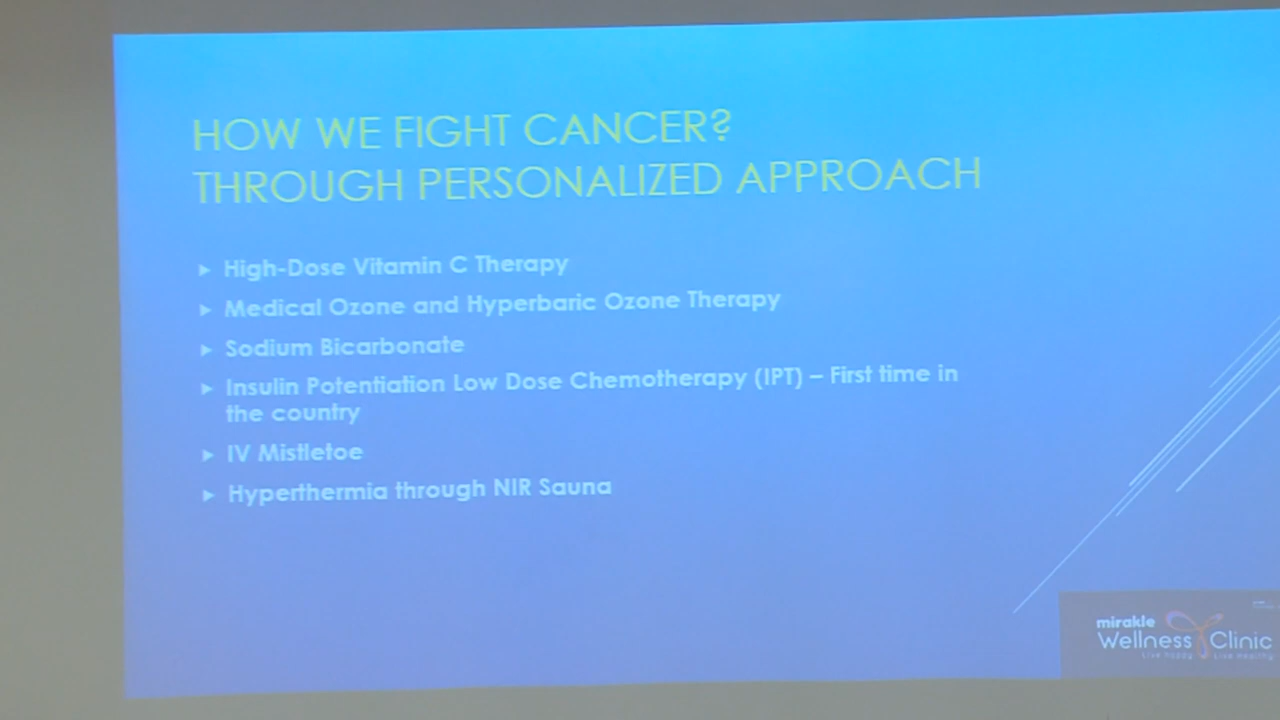 HOW WE FIGHT CANCER?
THROUGH PERSONALIZED APPROACH
High-Dose Vitamin C Therapy
Medical Ozone and Hyperbaric Ozone Therapy
Sodium Bicarbonate
Insulin Potentiation Low Dose Chemotherapy (IPT) – First time in
the country
IV Mistletoe
Hyperthermia through NIR Sauna
mirakle
Wellness Clinic
Live happy Live healthy